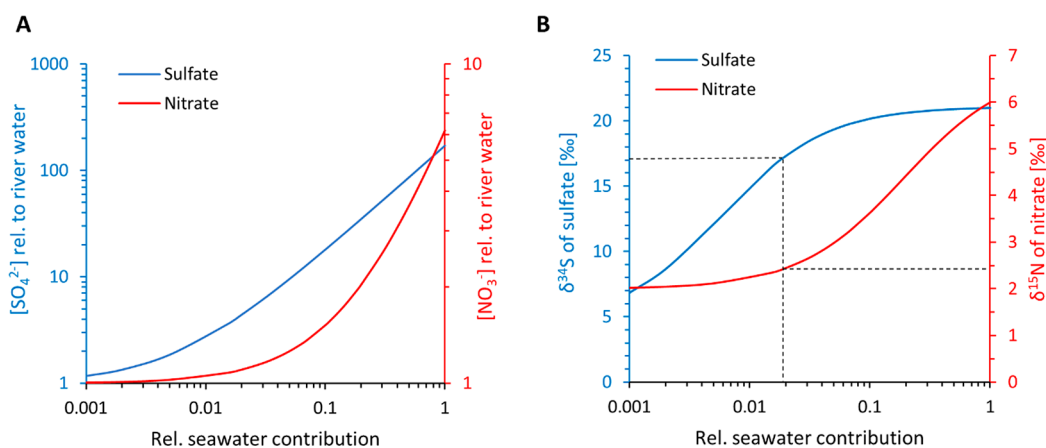 A
[SO₄²⁻] rel. to river water
1000
100
10
1
Sulfate
Nitrate
10
1
[NO₃⁻] rel. to river water
0.001 0.01 0.1 1
Rel. seawater contribution
B
δ³⁴S of sulfate [‰]
25
20
15
10
5
0
Sulfate
Nitrate
7
6
5
4
3
2
1
0
δ¹⁵N of nitrate [‰]
0.001 0.01 0.1 1
Rel. seawater contribution